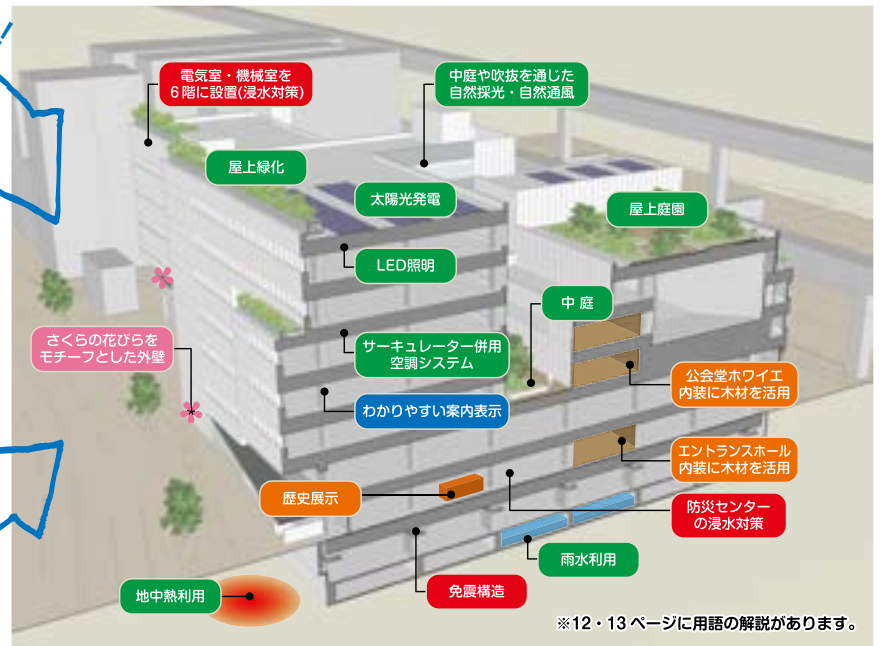 電気室・機械室を
6階に設置(浸水対策)
中庭や吹抜を通じた
自然採光・自然通風
屋上緑化
太陽光発電
屋上庭園
LED照明
中庭
さくらの花びらを
モチーフとした外壁
サーキュレーター併用
空調システム
公会堂ホワイエ
内装に木材を活用
わかりやすい案内表示
エントランスホール
内装に木材を活用
歴史展示
防災センター
の浸水対策
雨水利用
地中熱利用
免震構造
※12・13ページに用語の解説があります。